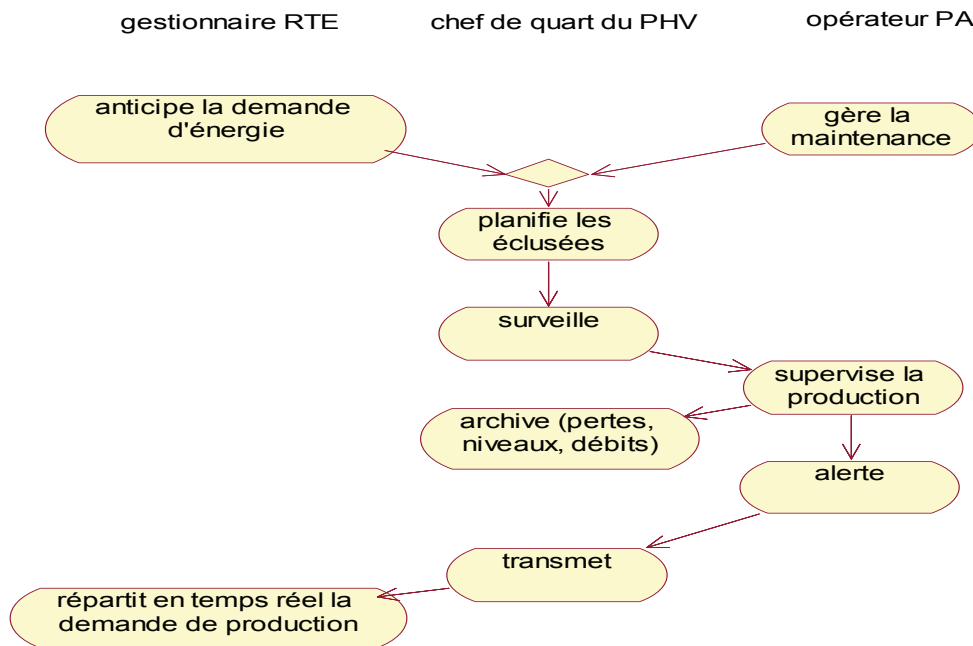 gestionnaire RTE
chef de quart du PHV
opérateur PA
anticipe la demande
d'énergie
gère la
maintenance
planifie les
éclusées
surveille
supervise la
production
archive (pertes,
niveaux, débits)
alerte
transmet
répartit en temps réel la
demande de production